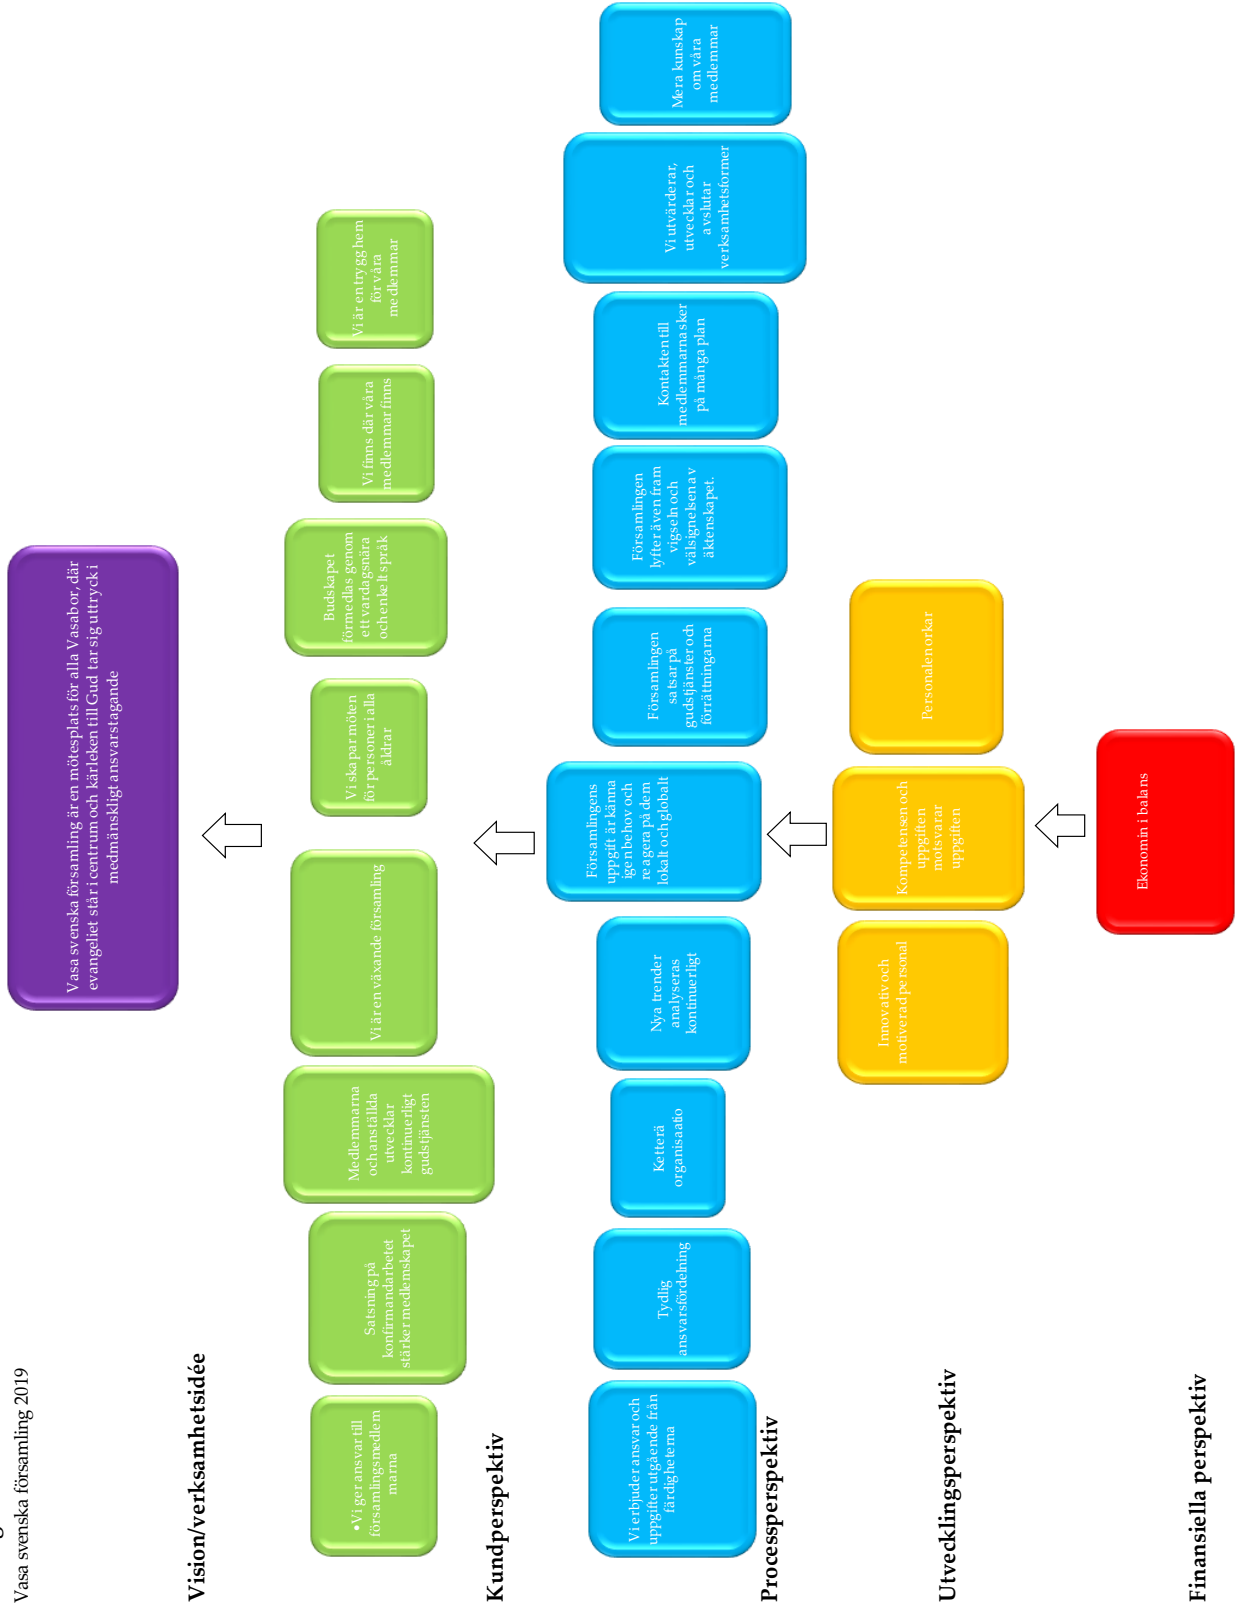 Vasa svenska församling 2019
Vasa svenska församling är en mötesplats för alla Vasabor, där
evangeliet står i centrum och kärleken till Gud tar sig uttryck i
medmänskligt ansvarstagande
Vision/verksamhetsidée
•Vi ger ansvar till
församlingsmedlem
marna
Satsning på
konfirmandarbetet
stärker medlemskapet
Medlemmarna
och anställda
utvecklar
kontinuerligt
gudstjänsten
Vi är en växande församling
Vi skapar möten
för personer i alla
åldrar
Budskapet
förmedlas genom
ett vardagsnära
och enkelt språk
Vi finns där våra
medlemmar finns
Vi är en trygg hem
för våra
medlemmar
Kundperspektiv
Vi erbjuder ansvar och
uppgifter utgående från
färdigheterna
Tydlig
ansvarsfördelning
Ketterä
organisaatio
Nya trender
analyseras
kontinuerligt
Församlingens
uppgift är känna
igen behov och
reagera på dem
lokalt och globalt
Församlingen
satsar på
gudstjänster och
förrättningarna
Församlingen
lyfter även fram
vigseln och
välsignelsen av
äktenskapet.
Kontakten till
medlemmarna sker
på många plan
Vi utvärderar,
utvecklar och
avslutar
verksamhetsformer
Mera kunskap
om våra
medlemmar
Processperspektiv
Innovativ och
motiverad personal
Kompetensen och
uppgiften
motsvarar
uppgiften
Personalen orkar
Utvecklingsperspektiv
Ekonomin i balans
Finansiella perspektiv